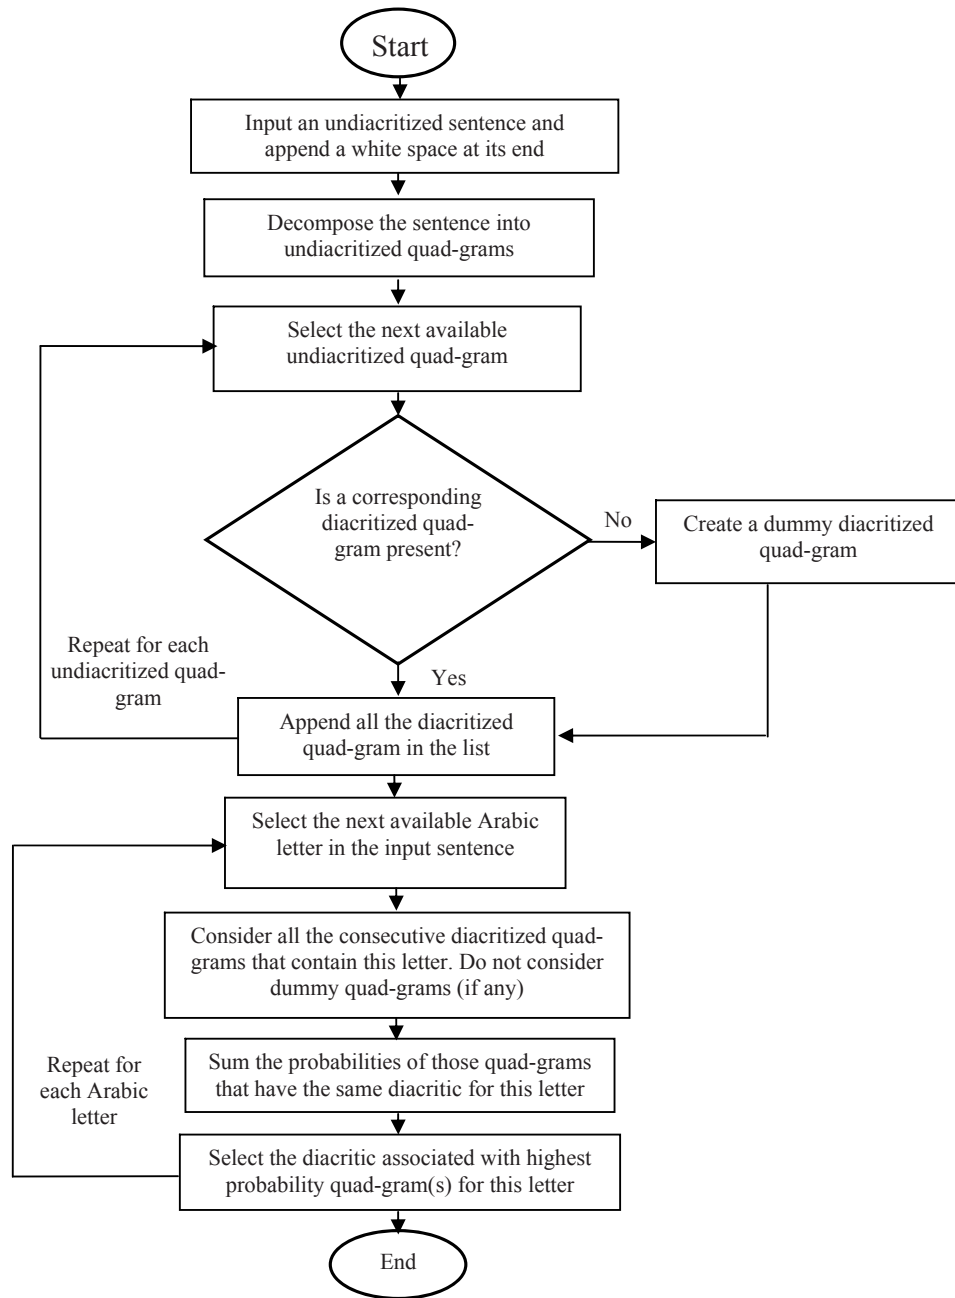 Start
Input an undiacritized sentence and
append a white space at its end
Decompose the sentence into
undiacritized quad-grams
Select the next available
undiacritized quad-gram
Is a corresponding
diacritized quad-
gram present?
No
Create a dummy diacritized
quad-gram
Repeat for each
undiacritized quad-
gram
Yes
Append all the diacritized
quad-gram in the list
Select the next available Arabic
letter in the input sentence
Consider all the consecutive diacritized quad-
grams that contain this letter. Do not consider
dummy quad-grams (if any)
Repeat for
each Arabic
letter
Sum the probabilities of those quad-grams
that have the same diacritic for this letter
Select the diacritic associated with highest
probability quad-gram(s) for this letter
End